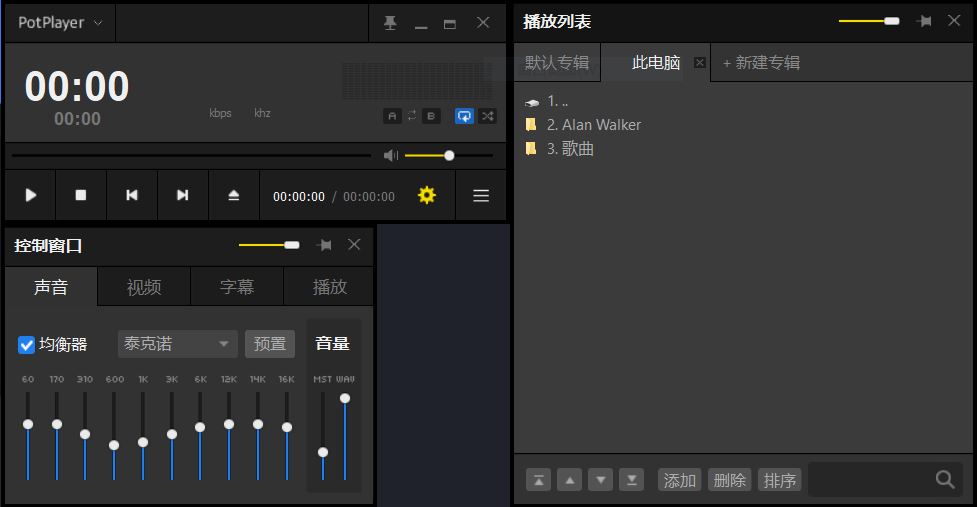 PotPlayer
00:00
00:00
kbps khz
A B
00:00:00 / 00:00:00
控制窗口
声音 视频 字幕 播放
均衡器 泰克诺 预置 音量
60 170 310 600 1K 3K 6K 12K 14K 16K MST WAV
播放列表
默认专辑 此电脑 + 新建专辑
1. ..
2. Alan Walker
3. 歌曲
添加 删除 排序